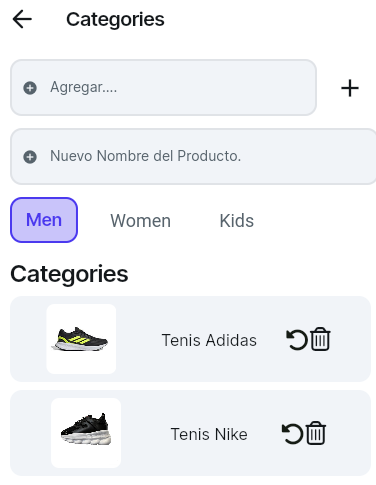 Categories
Agregar....
Nuevo Nombre del Producto.
Men Women Kids
Categories
Tenis Adidas
Tenis Nike